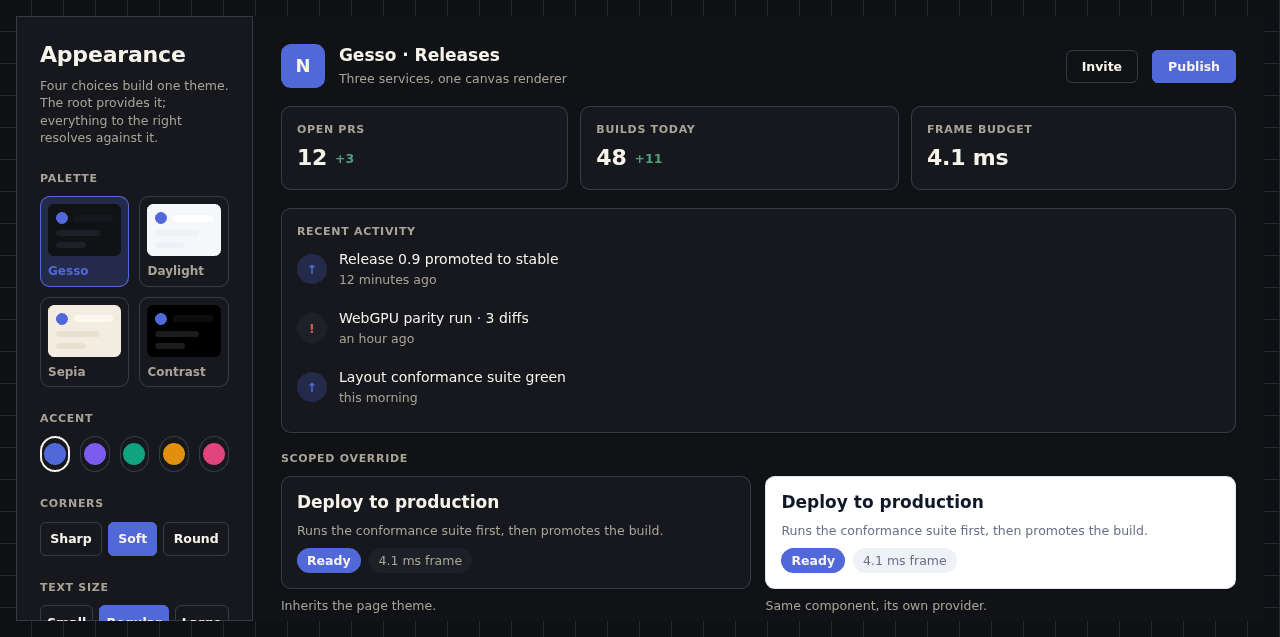 Appearance
Four choices build one theme.
The root provides it;
everything to the right
resolves against it.
PALETTE
Gesso
Daylight
Sepia
Contrast
ACCENT
CORNERS
Sharp
Soft
Round
TEXT SIZE
Small
Regular
Large
N
Gesso · Releases
Three services, one canvas renderer
Invite
Publish
OPEN PRS
12 +3
BUILDS TODAY
48 +11
FRAME BUDGET
4.1 ms
RECENT ACTIVITY
↑
Release 0.9 promoted to stable
12 minutes ago
!
WebGPU parity run · 3 diffs
an hour ago
↑
Layout conformance suite green
this morning
SCOPED OVERRIDE
Deploy to production
Runs the conformance suite first, then promotes the build.
Ready
4.1 ms frame
Inherits the page theme.
Deploy to production
Runs the conformance suite first, then promotes the build.
Ready
4.1 ms frame
Same component, its own provider.